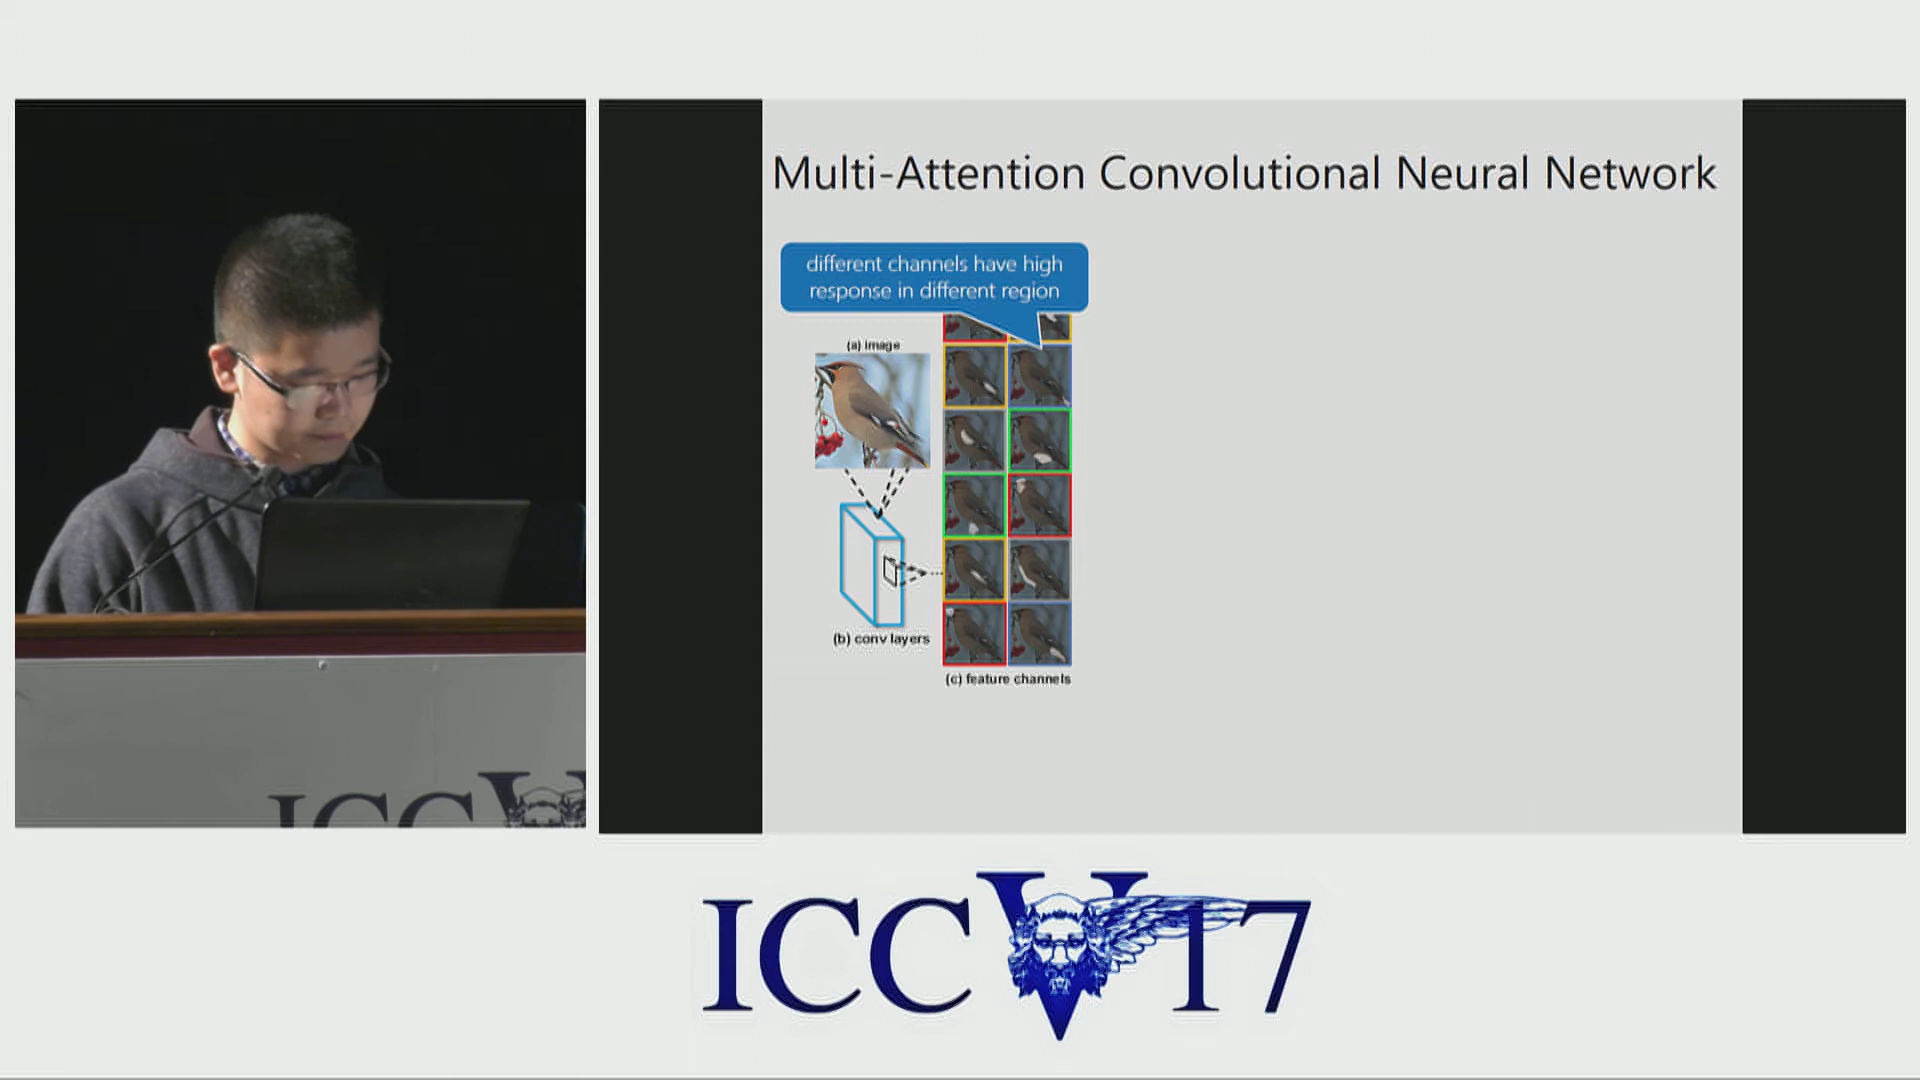 Multi-Attention Convolutional Neural Network
different channels have high
response in different region
(a) image
(b) conv layers
(c) feature channels
ICCV
ICCV17